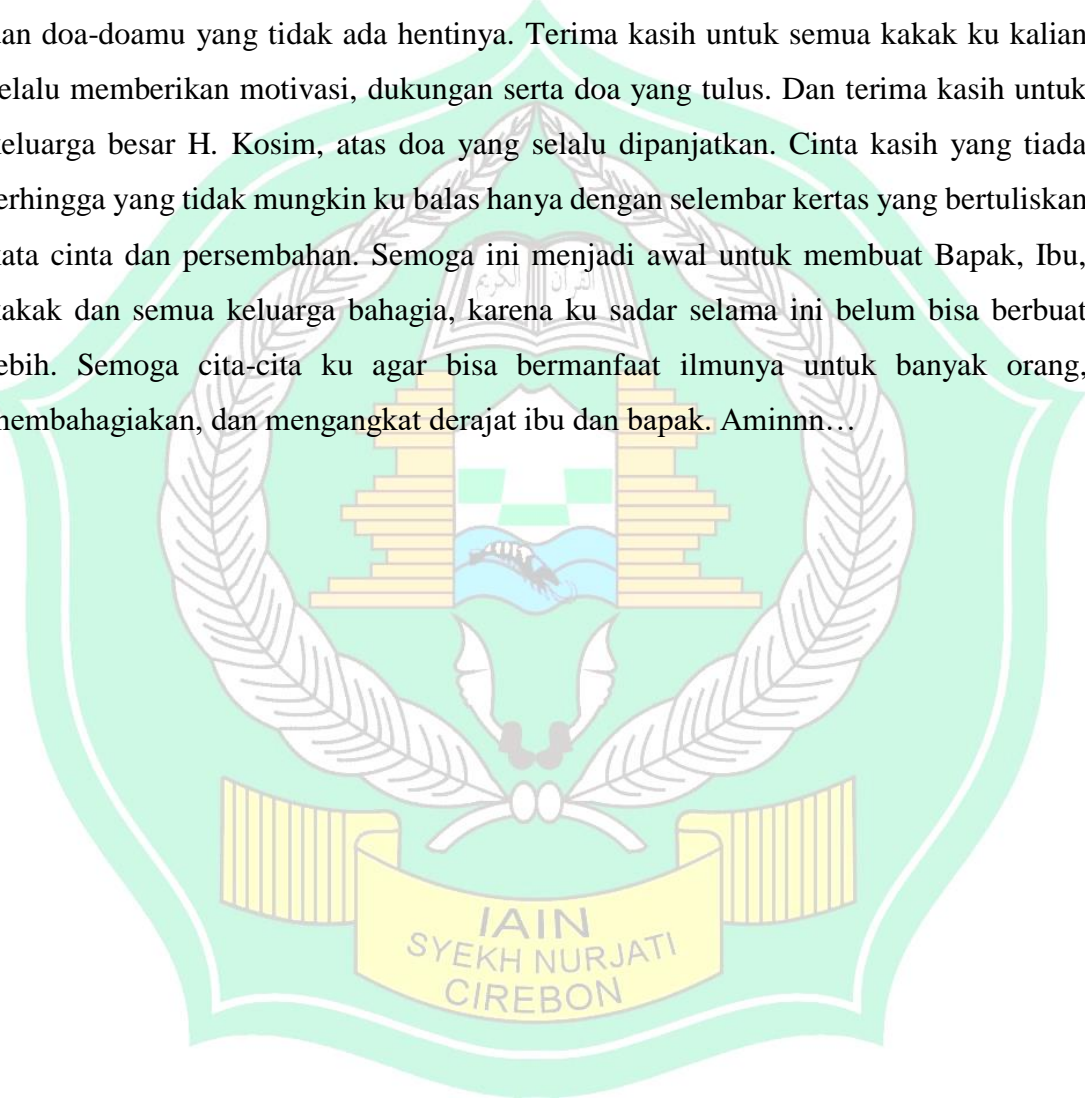 dan doa-doamu yang tidak ada hentinya. Terima kasih untuk semua kakak ku kalian
selalu memberikan motivasi, dukungan serta doa yang tulus. Dan terima kasih untuk
keluarga besar H. Kosim, atas doa yang selalu dipanjatkan. Cinta kasih yang tiada
terhingga yang tidak mungkin ku balas hanya dengan selembar kertas yang bertuliskan
kata cinta dan persembahan. Semoga ini menjadi awal untuk membuat Bapak, Ibu,
kakak dan semua keluarga bahagia, karena ku sadar selama ini belum bisa berbuat
lebih. Semoga cita-cita ku agar bisa bermanfaat ilmunya untuk banyak orang,
membahagiakan, dan mengangkat derajat ibu dan bapak. Aminnn…
القرآن الكريم
IAIN
SYEKH NURJATI
CIREBON